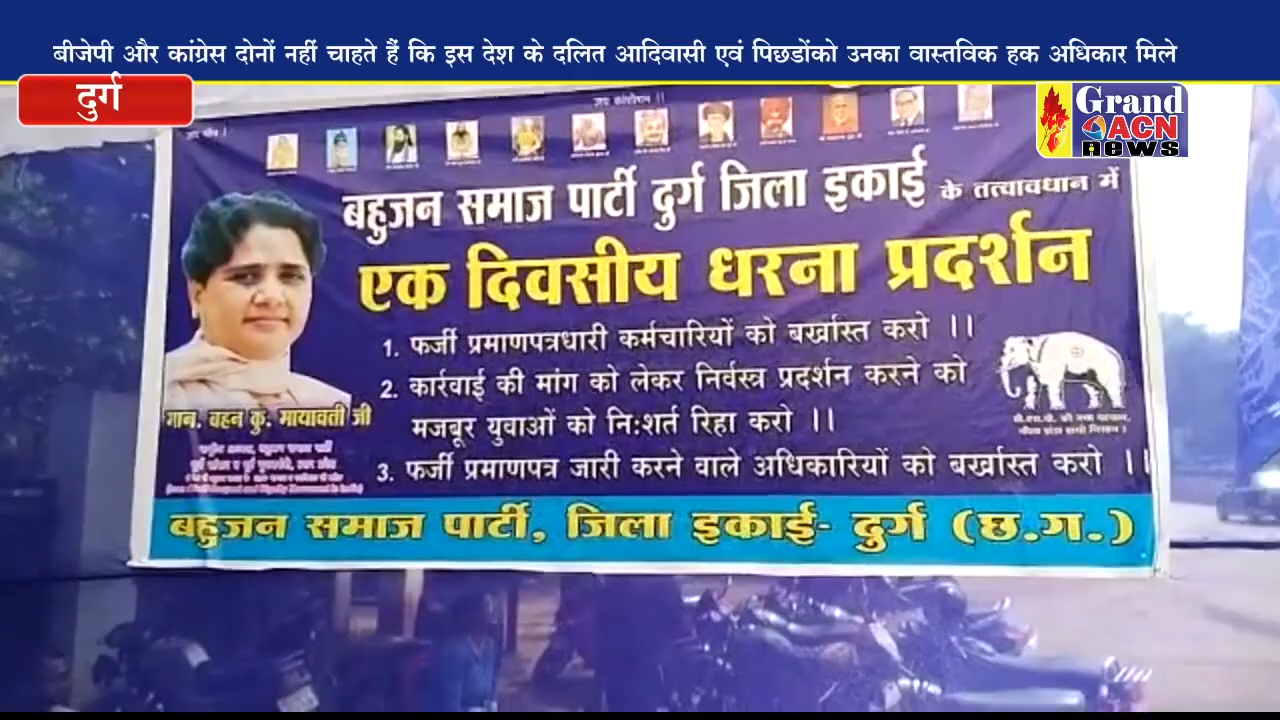 बीजेपी और कांग्रेस दोनों नहीं चाहते हैं कि इस देश के दलित आदिवासी एवं पिछडोंको उनका वास्तविक हक अधिकार मिले
दुर्ग
Grand
ACN
news
बहुजन समाज पार्टी दुर्ग जिला इकाई के तत्वावधान में
एक दिवसीय धरना प्रदर्शन
1. फर्जी प्रमाणपत्रधारी कर्मचारियों को बर्खास्त करो ।।
2. कार्रवाई की मांग को लेकर निर्वस्त्र प्रदर्शन करने को
मजबूर युवाओं को नि:शर्त रिहा करो ।।
3. फर्जी प्रमाणपत्र जारी करने वाले अधिकारियों को बर्खास्त करो ।।
मान. बहन कु. मायावती जी
बहुजन समाज पार्टी, जिला इकाई- दुर्ग (छ.ग.)